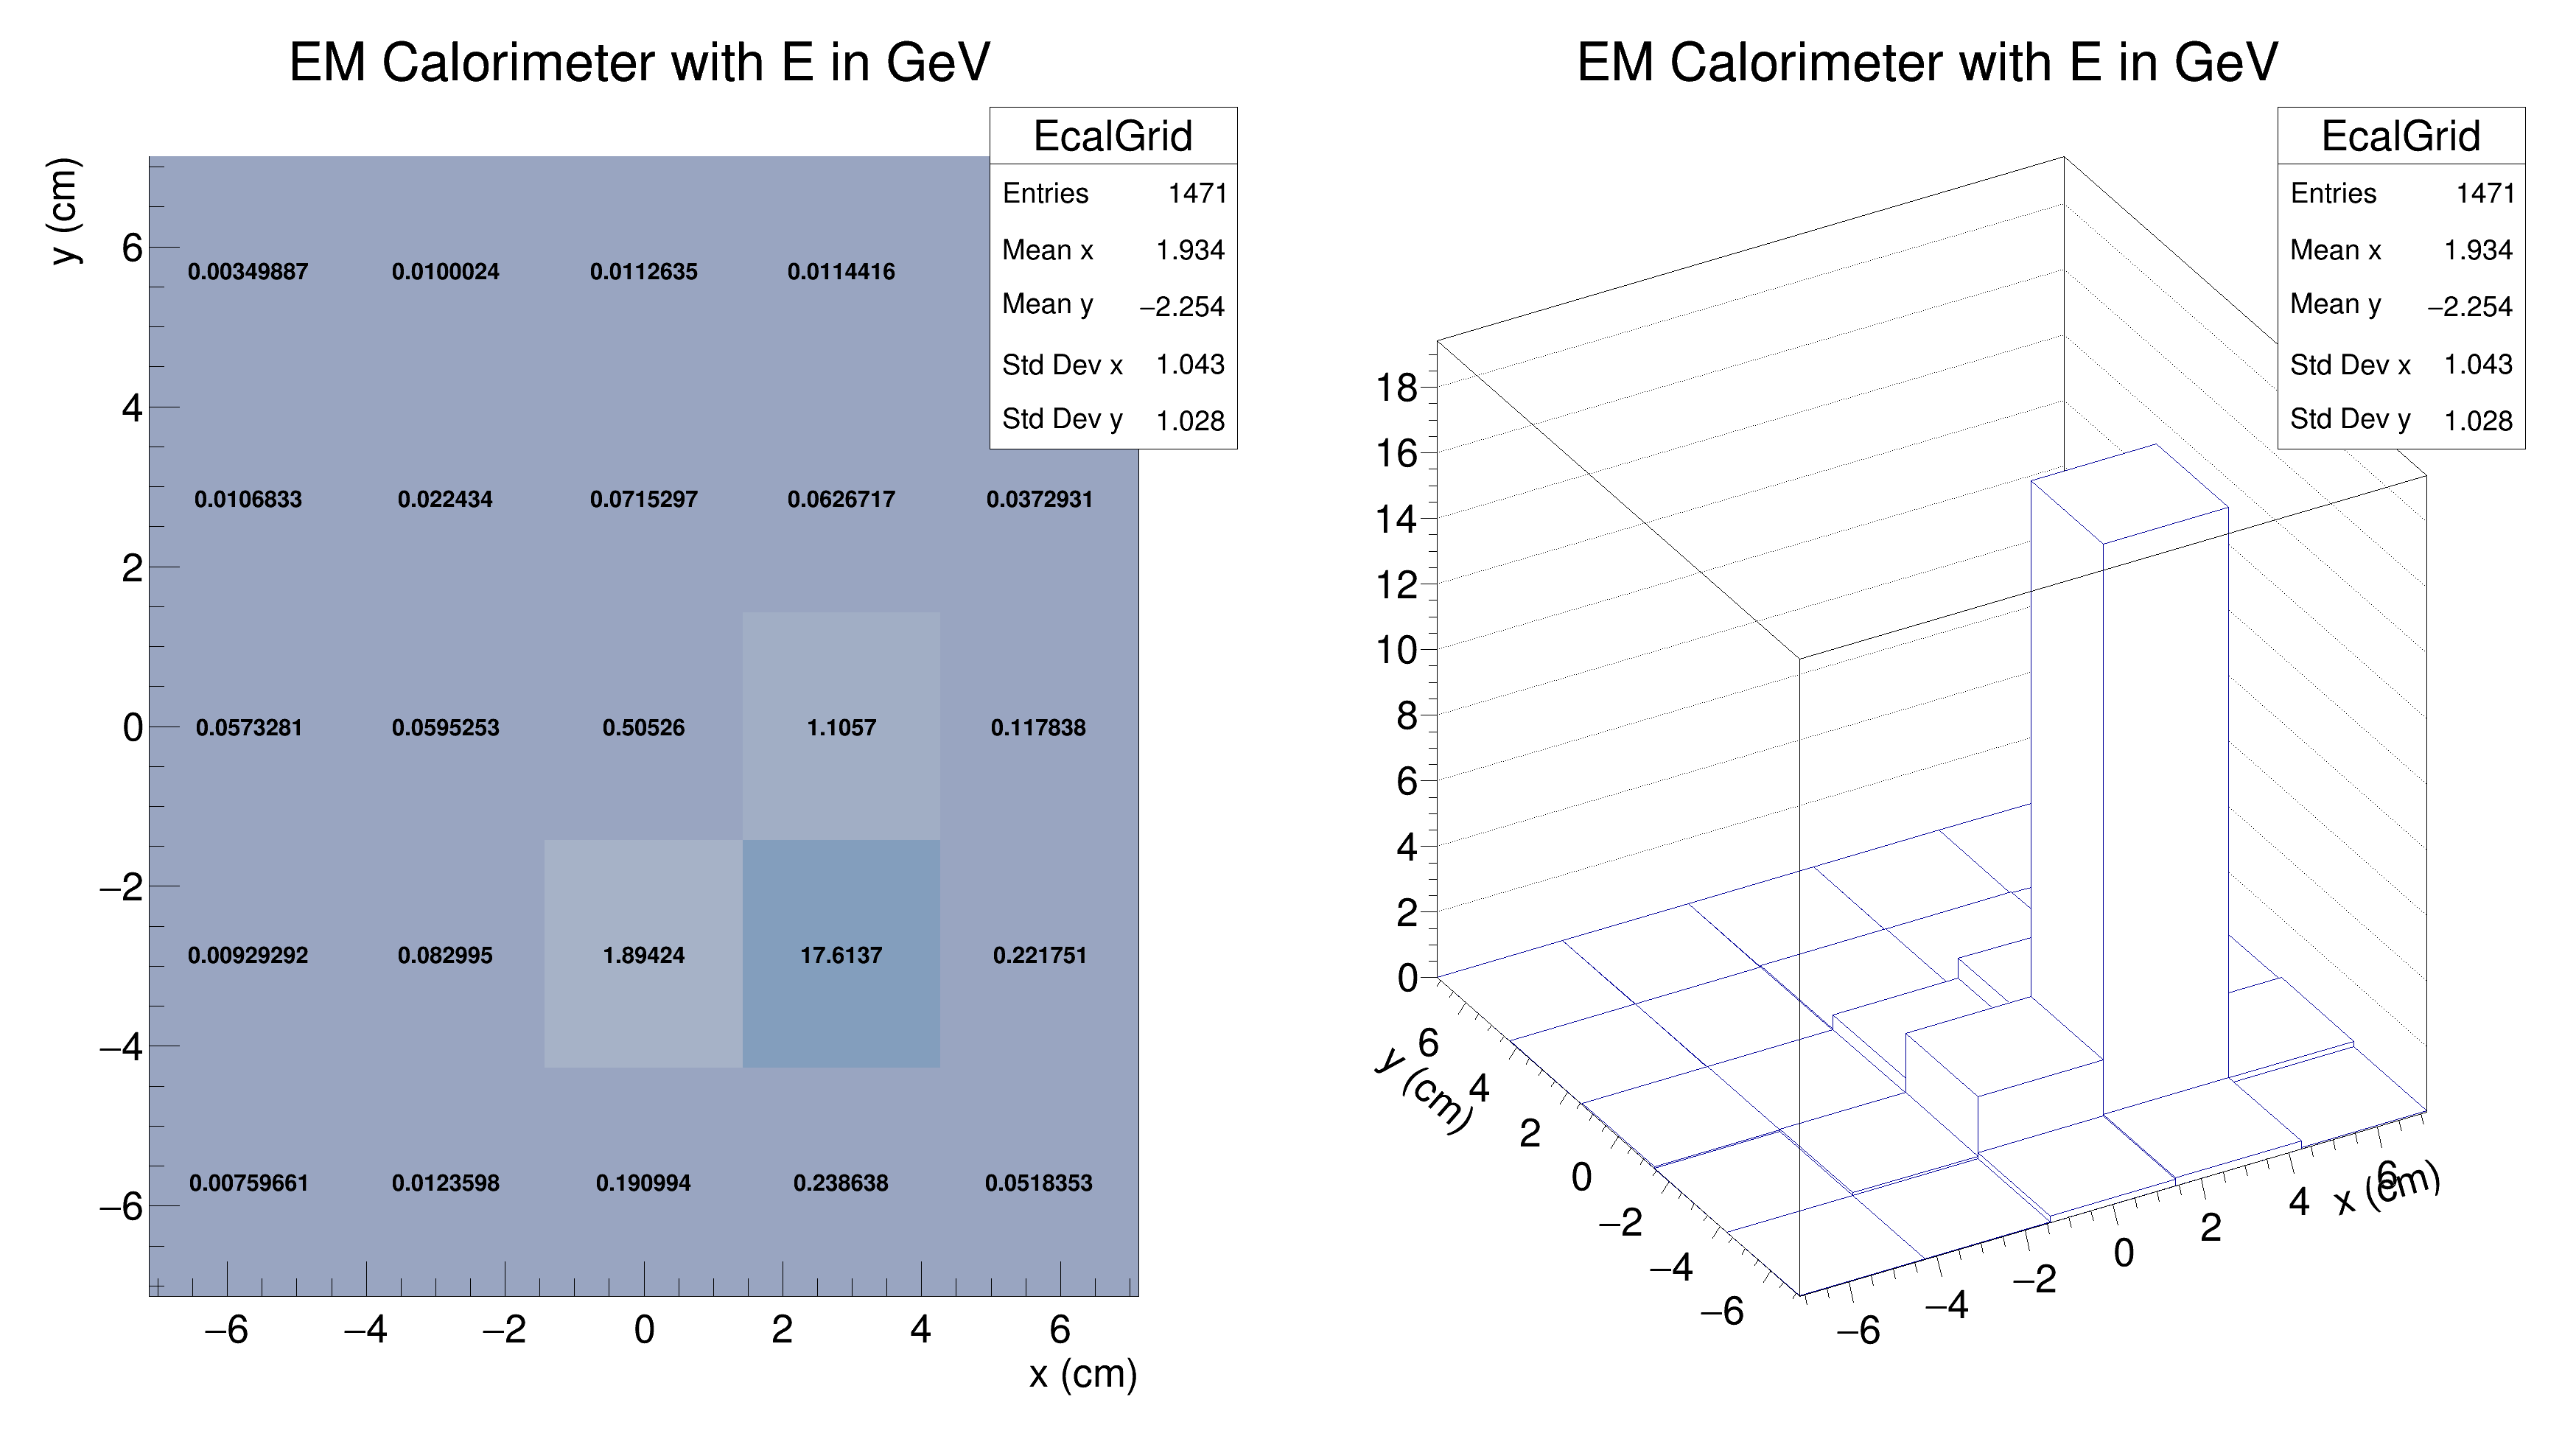 EM Calorimeter with E in GeV
EcalGrid
Entries 1471
Mean x 1.934
Mean y −2.254
Std Dev x 1.043
Std Dev y 1.028
y (cm)
6
4
2
0
−2
−4
−6
0.00349887 0.0100024 0.0112635 0.0114416
0.0106833 0.022434 0.0715297 0.0626717 0.0372931
0.0573281 0.0595253 0.50526 1.1057 0.117838
0.00929292 0.082995 1.89424 17.6137 0.221751
0.00759661 0.0123598 0.190994 0.238638 0.0518353
−6 −4 −2 0 2 4 6
x (cm)
EM Calorimeter with E in GeV
EcalGrid
Entries 1471
Mean x 1.934
Mean y −2.254
Std Dev x 1.043
Std Dev y 1.028
18
16
14
12
10
8
6
4
2
0
y (cm)
6
4
2
0
−2
−4
−6
−6
−4
−2
0
2
4
6
x (cm)